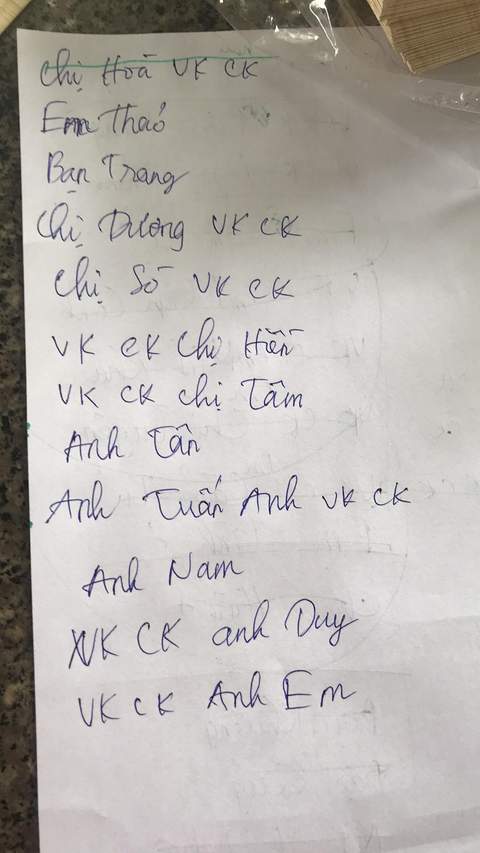 Chị Hoà VK CK
Em Thảo
Bạn Trang
Chị Dương VK CK
Chị Số VK CK
VK CK Chị Hiền
VK CK chị Tâm
Anh Tân
Anh Tuấn Anh VK CK
Anh Nam
VK CK anh Duy
VK CK Anh Em